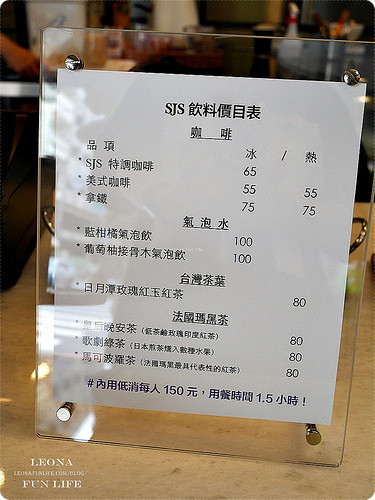 SJS 飲料價目表
咖 啡
品 項 冰 / 熱
* SJS 特調咖啡 65
* 美式咖啡 55 55
* 拿鐵 75 75
氣 泡 水
* 藍柑橘氣泡飲 100
* 葡萄柚接骨木氣泡飲 100
台灣茶葉
* 日月潭玫瑰紅玉紅茶 80
法國瑪黑茶
* 皇后晚安茶 (低茶鹼玫瑰印度紅茶) 80
* 歌劇綠茶 (日本煎茶燻入數種水果) 80
* 馬可波羅茶 (法國瑪黑最具代表性的紅茶) 80
# 內用低消每人 150 元，用餐時間 1.5 小時！
LEONA
LEONAFUNLIFE.COM/BLOG/
FUN LIFE